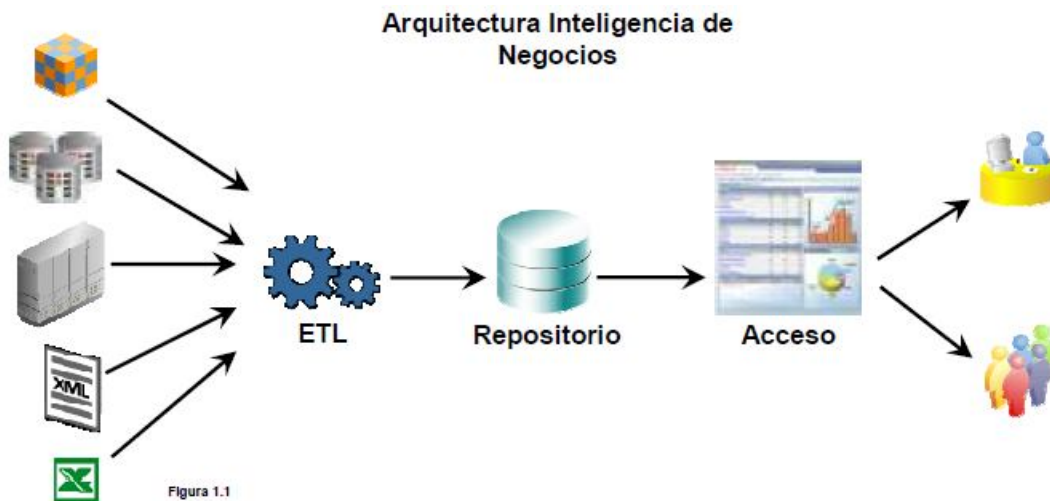 Arquitectura Inteligencia de
Negocios
XML
ETL
Repositorio
Acceso
Figura 1.1